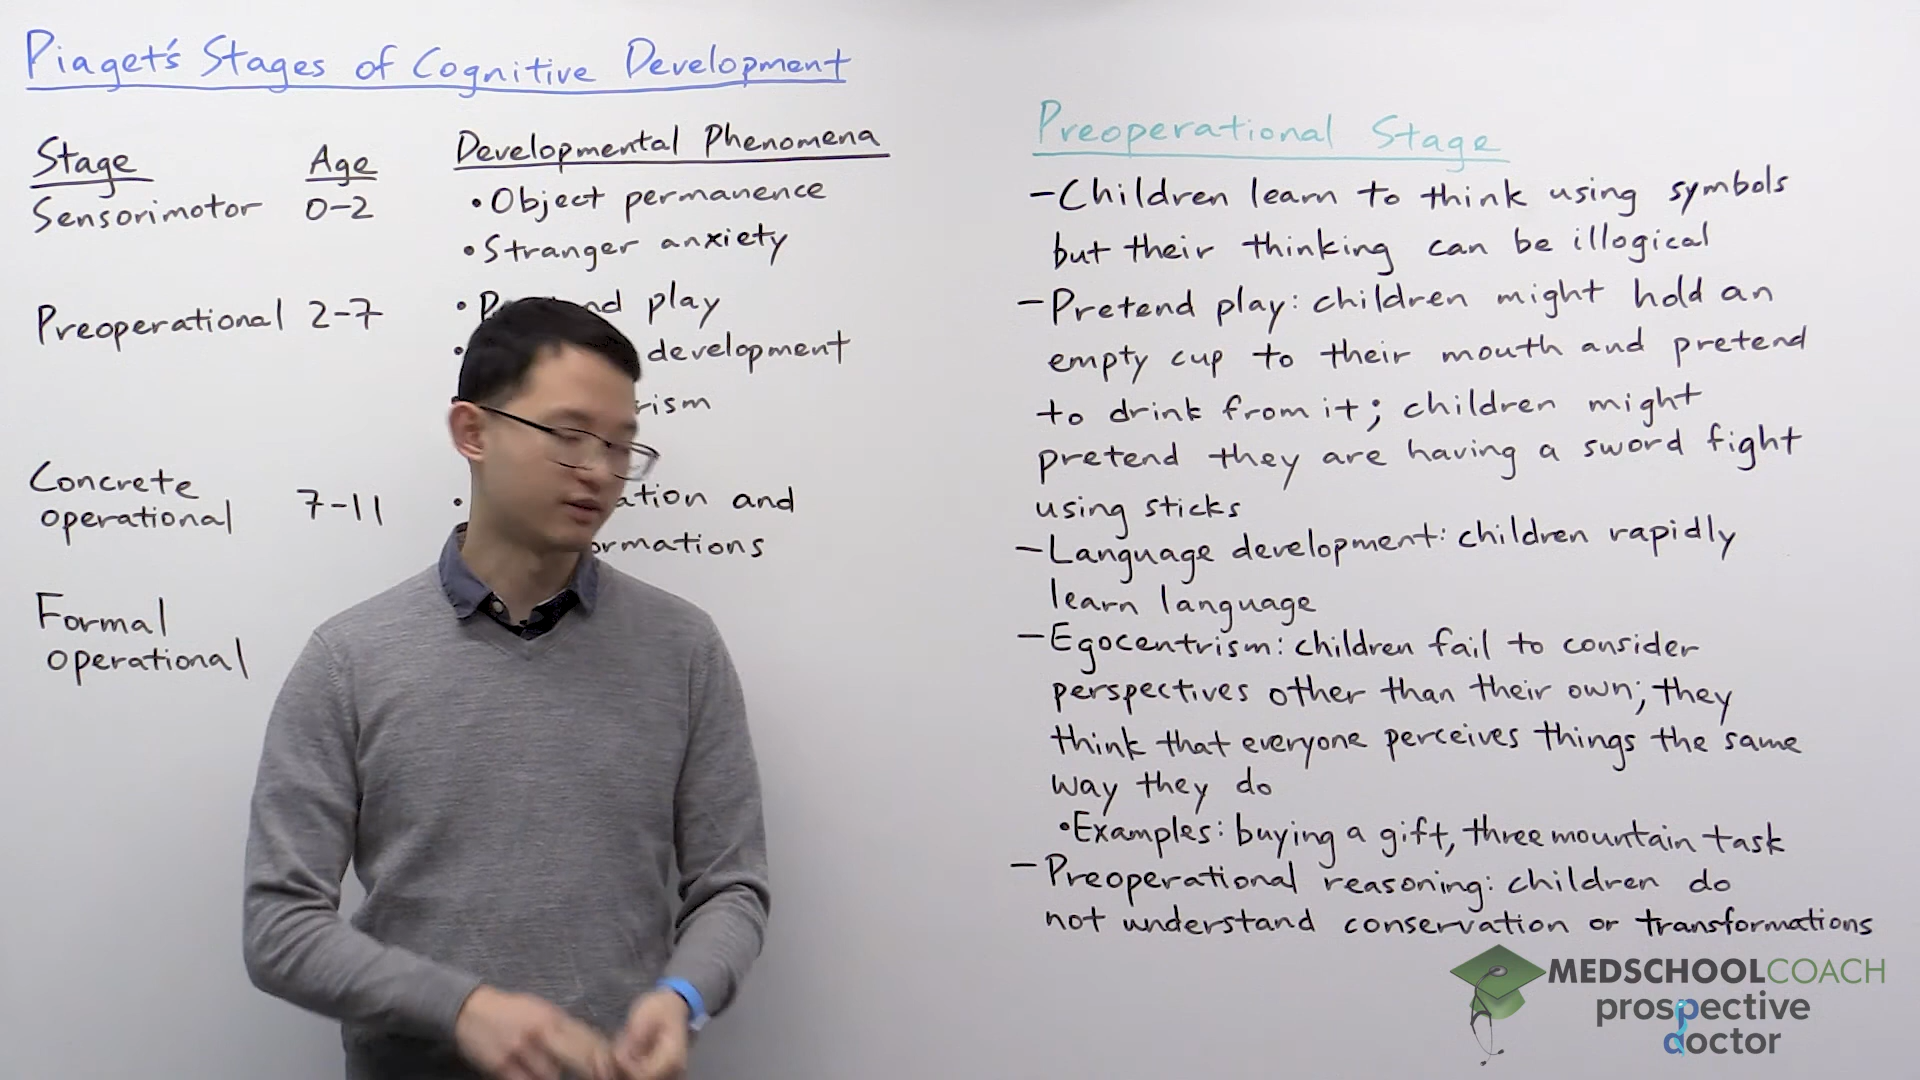 Piaget's Stages of Cognitive Development
Stage Age Developmental Phenomena
Sensorimotor 0-2 • Object permanence
• Stranger anxiety
Preoperational 2-7 • play
• development
Concrete
operational 7-11 • and
Formal
operational
Preoperational Stage
- Children learn to think using symbols
but their thinking can be illogical
- Pretend play: children might hold an
empty cup to their mouth and pretend
to drink from it; children might
pretend they are having a sword fight
using sticks
- Language development: children rapidly
learn language
- Egocentrism: children fail to consider
perspectives other than their own; they
think that everyone perceives things the same
way they do
• Examples: buying a gift, three mountain task
- Preoperational reasoning: children do
not understand conservation or transformations
MEDSCHOOLCOACH
prospective
doctor